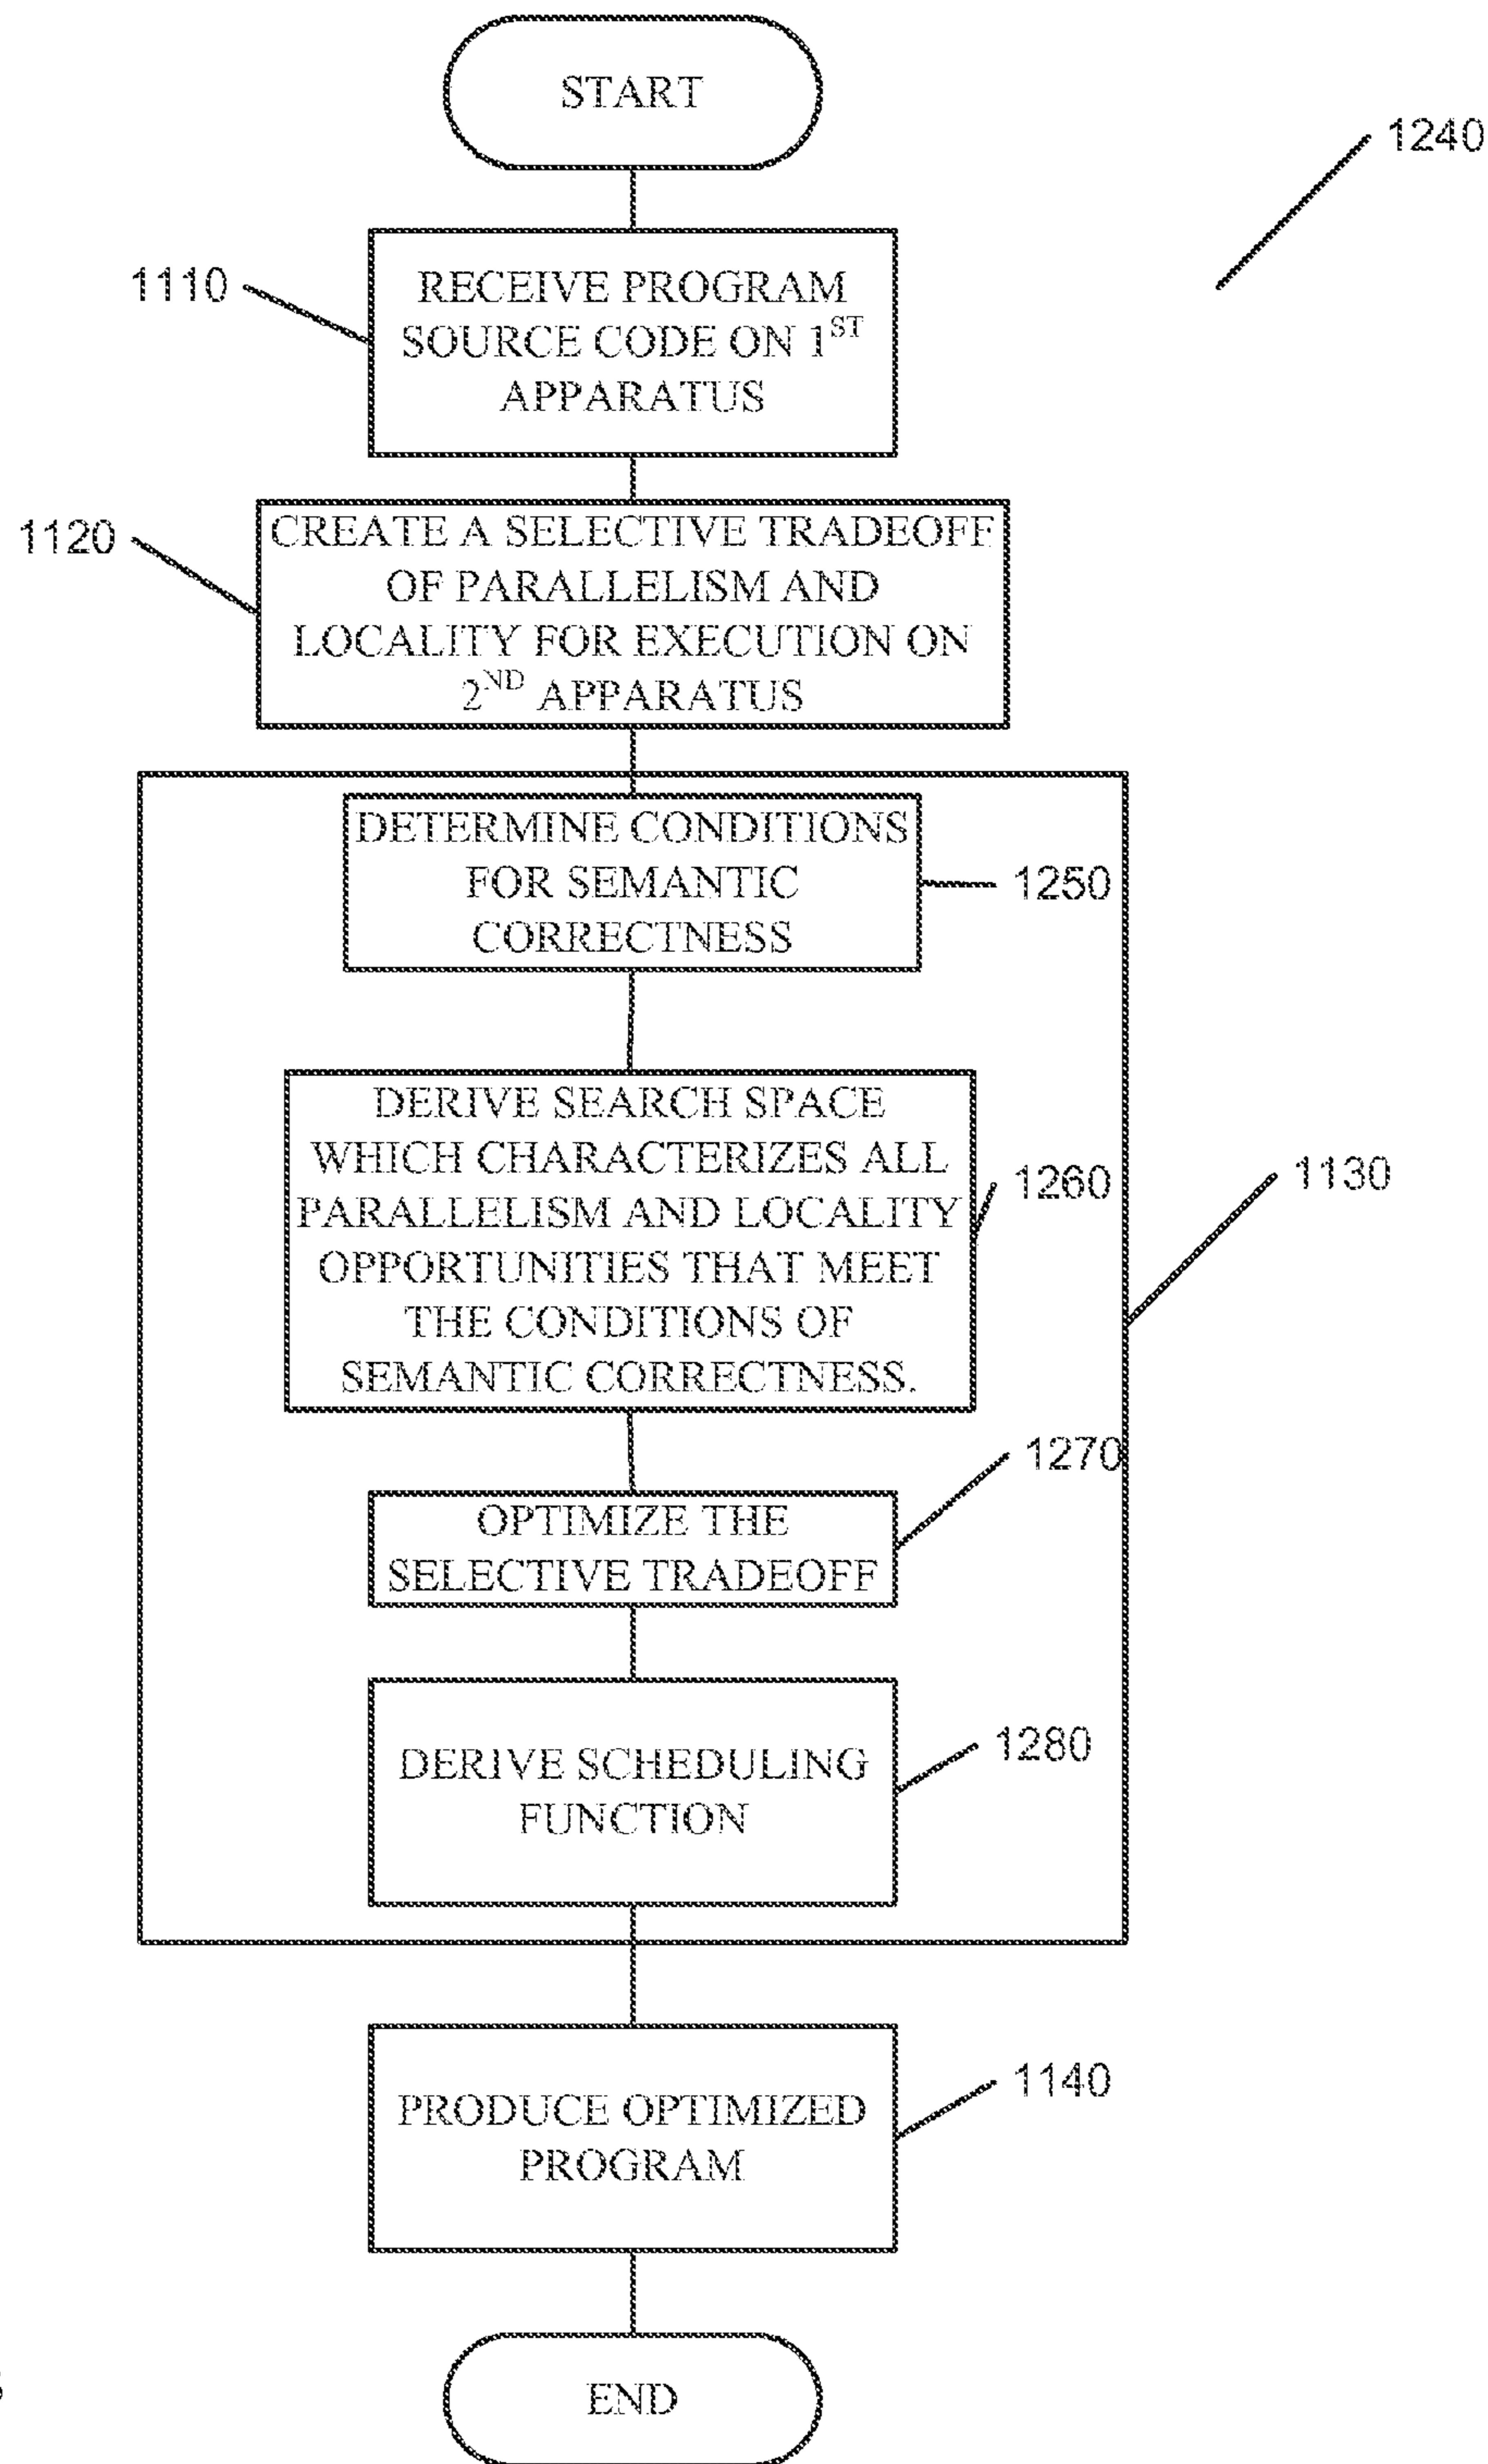 START
1240
1110
RECEIVE PROGRAM
SOURCE CODE ON 1ST
APPARATUS
1120
CREATE A SELECTIVE TRADEOFF
OF PARALLELISM AND
LOCALITY FOR EXECUTION ON
2ND APPARATUS
DETERMINE CONDITIONS
FOR SEMANTIC
CORRECTNESS
1250
DERIVE SEARCH SPACE
WHICH CHARACTERIZES ALL
PARALLELISM AND LOCALITY
OPPORTUNITIES THAT MEET
THE CONDITIONS OF
SEMANTIC CORRECTNESS.
1260
1130
1270
OPTIMIZE THE
SELECTIVE TRADEOFF
DERIVE SCHEDULING
FUNCTION
1280
PRODUCE OPTIMIZED
PROGRAM
1140
END